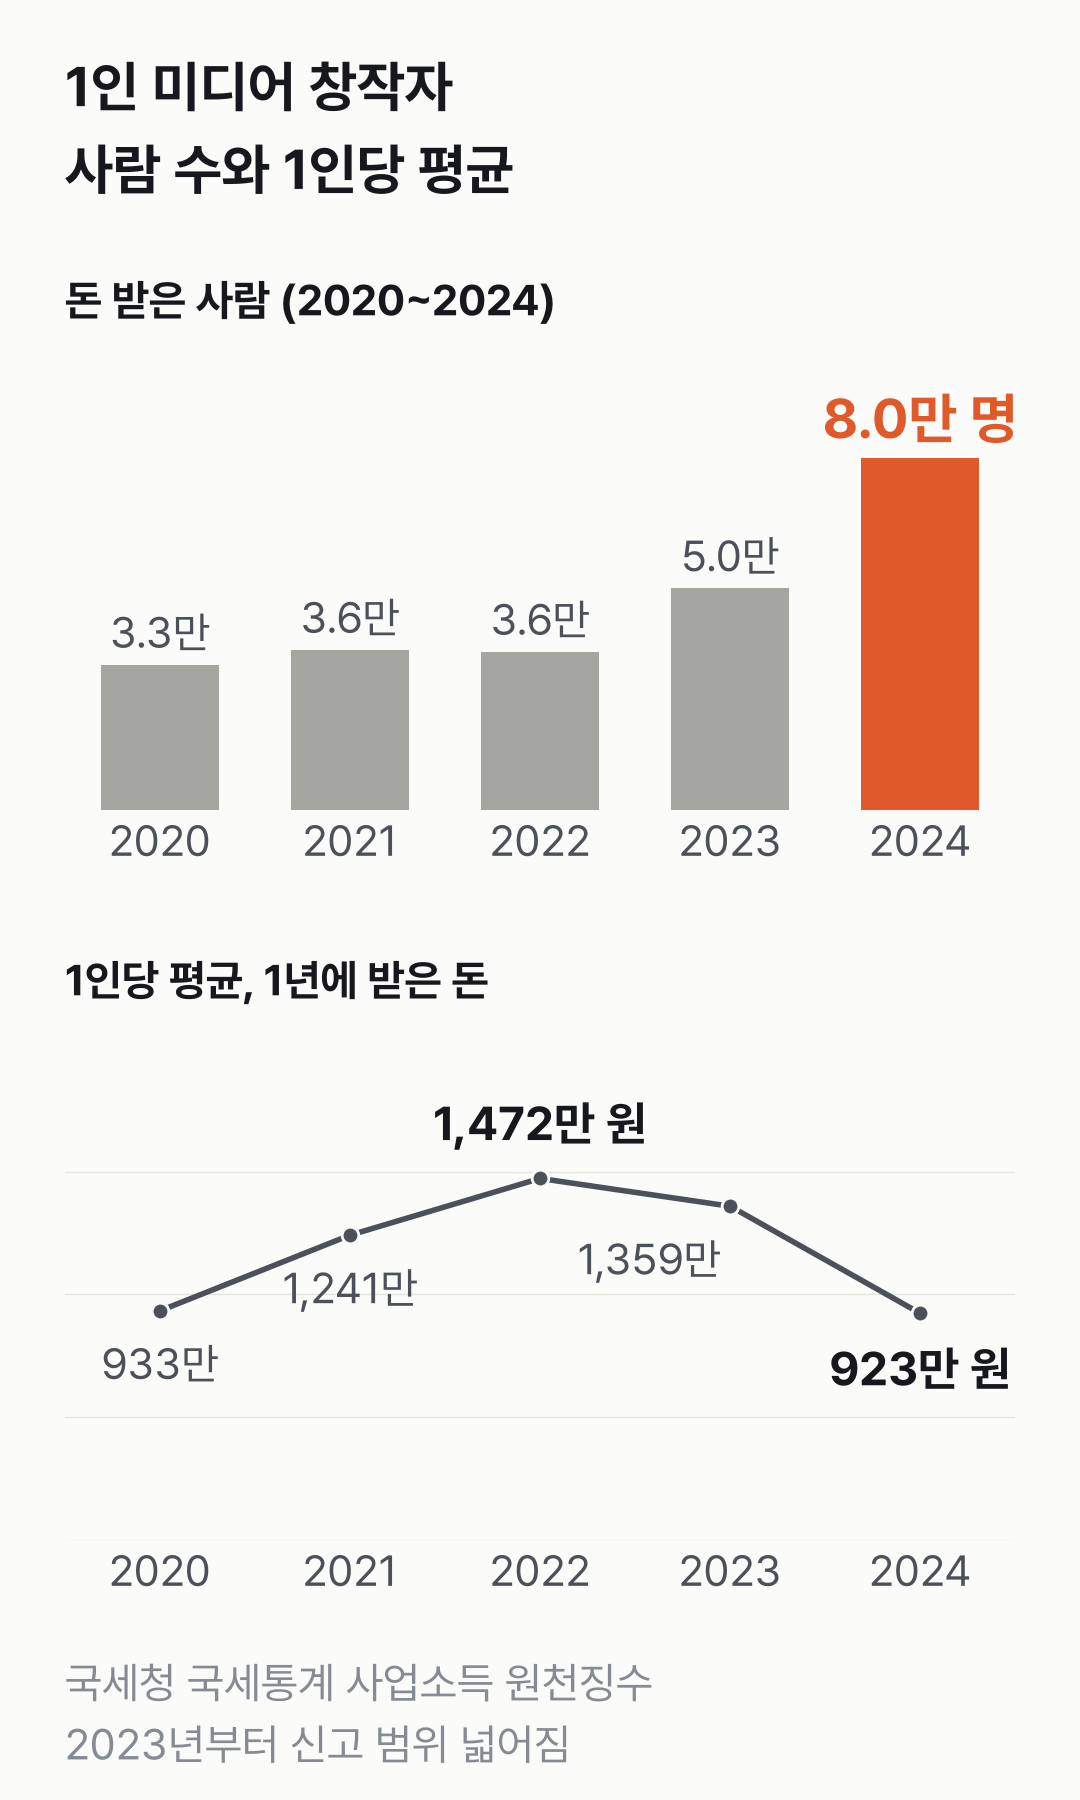 1인 미디어 창작자
사람 수와 1인당 평균
돈 받은 사람 (2020~2024)
8.0만 명
5.0만
3.6만
3.6만
3.3만
2020 2021 2022 2023 2024
1인당 평균, 1년에 받은 돈
1,472만 원
1,359만
1,241만
933만
923만 원
2020 2021 2022 2023 2024
국세청 국세통계 사업소득 원천징수
2023년부터 신고 범위 넓어짐